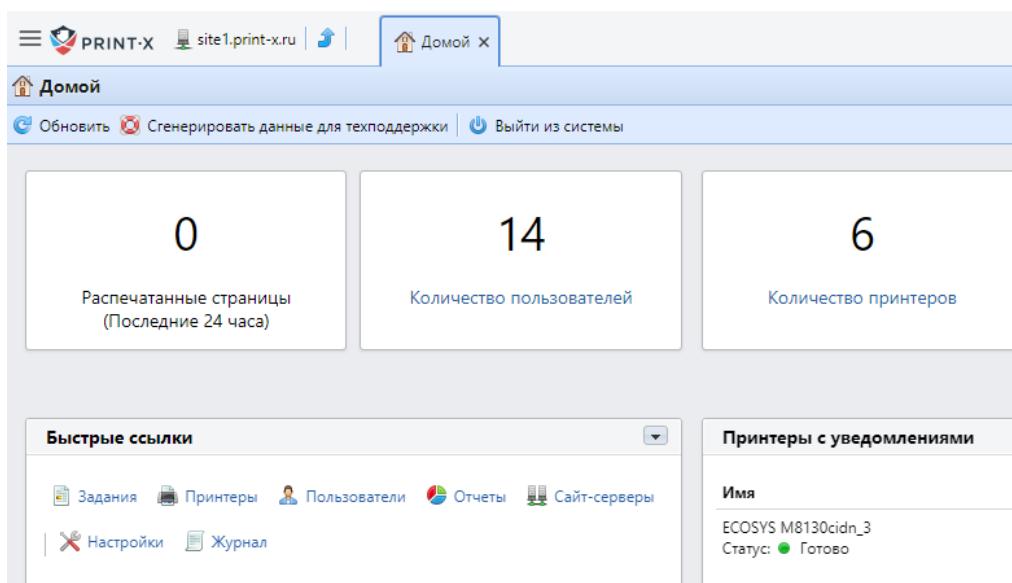 PRINT-X site1.print-x.ru Домой
Домой
Обновить Сгенерировать данные для техподдержки Выйти из системы
0
Распечатанные страницы
(Последние 24 часа)
14
Количество пользователей
6
Количество принтеров
Быстрые ссылки
Задания Принтеры Пользователи Отчеты Сайт-серверы
Настройки Журнал
Принтеры с уведомлениями
Имя
ECOSYS M8130cidn_3
Статус: Готово